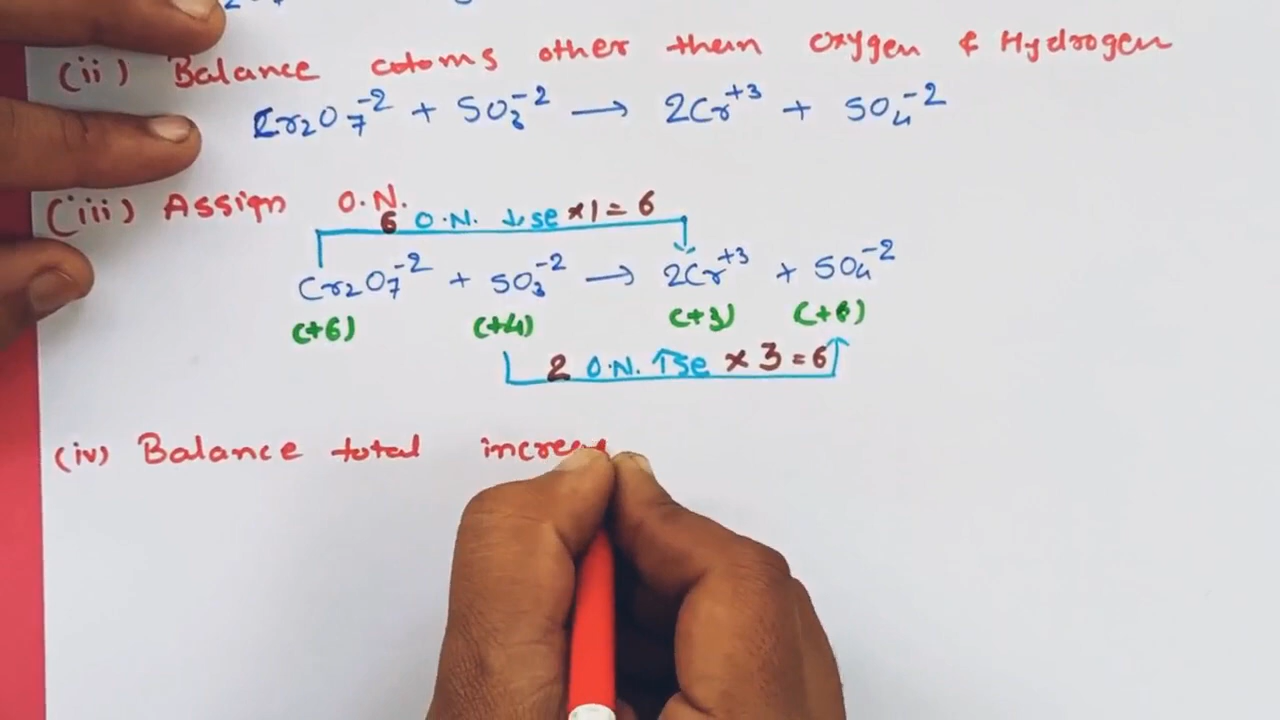 (ii) Balance atoms other than oxygen & Hydrogen
Cr₂O₇⁻² + SO₃⁻² → 2Cr⁺³ + SO₄⁻²
(iii) Assign O.N.
6 O.N. ↓se ×1 = 6
Cr₂O₇⁻² + SO₃⁻² → 2Cr⁺³ + SO₄⁻²
(+6) (+4) (+3) (+6)
2 O.N. ↑se × 3 = 6
(iv) Balance total increa